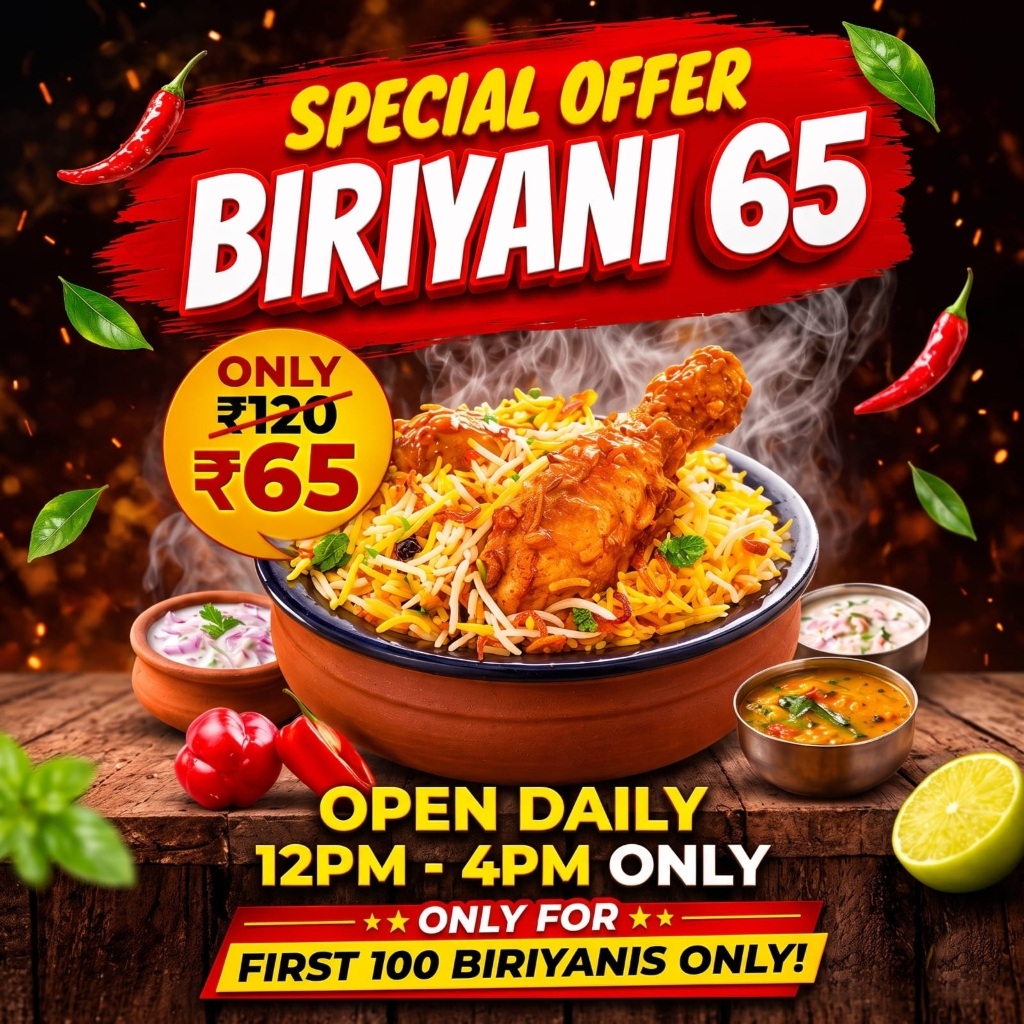 SPECIAL OFFER
BIRIYANI 65
ONLY
₹120
₹65
OPEN DAILY
12PM - 4PM ONLY
ONLY FOR
FIRST 100 BIRIYANIS ONLY!